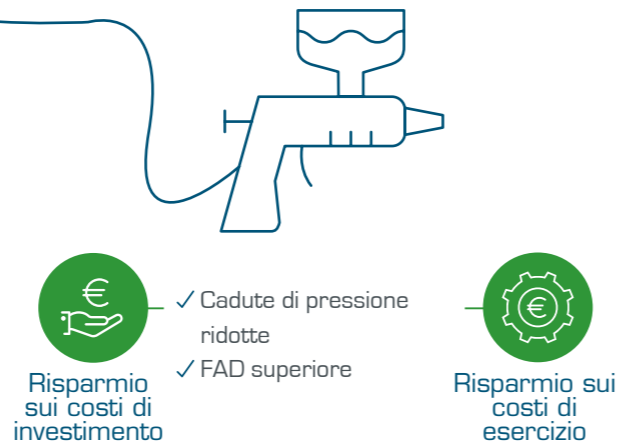 €
Risparmio
sui costi di
investimento
✓ Cadute di pressione
ridotte
✓ FAD superiore
€
Risparmio sui
costi di
esercizio